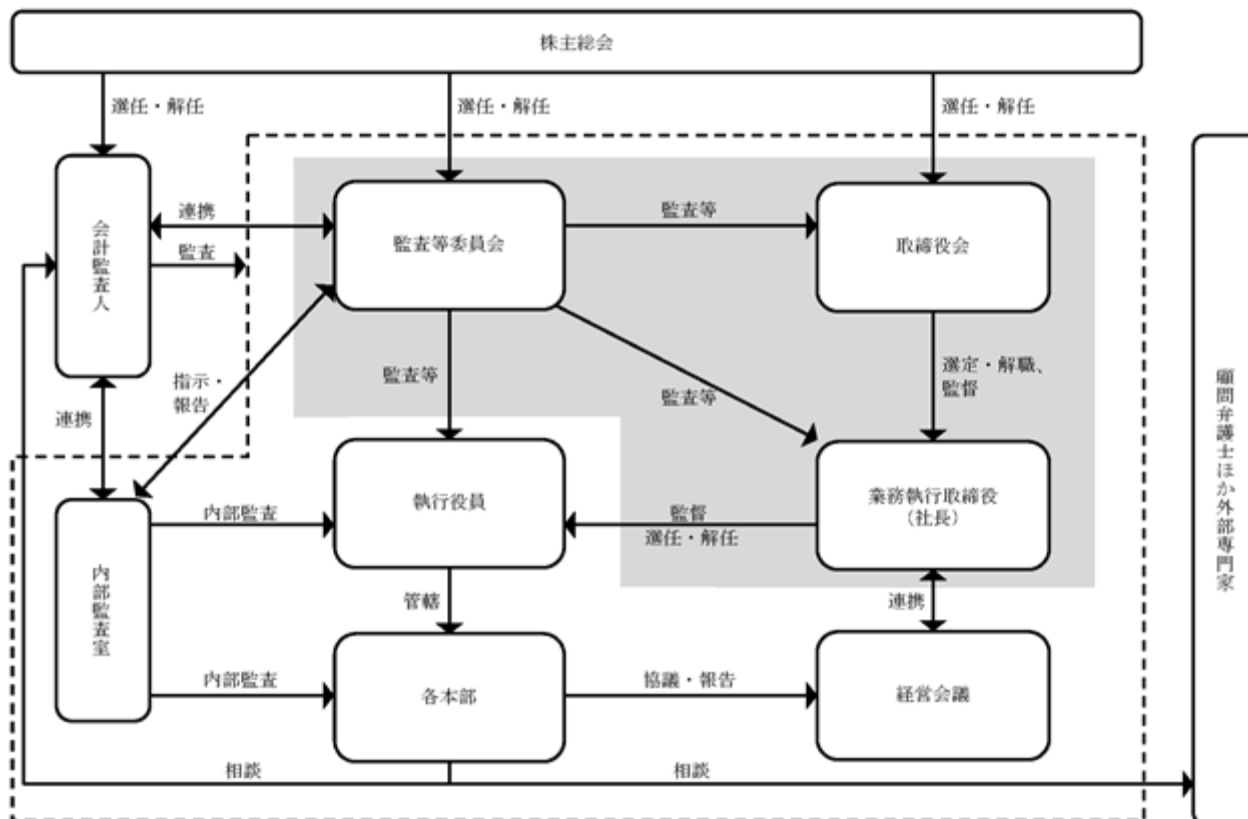 株主総会
選任・解任
選任・解任
選任・解任
会計監査人
連携
監査
監査等委員会
監査等
取締役会
指示・
報告
監査等
監査等
選定・解職、
監督
連携
顧問弁護士ほか外部専門家
内部監査室
内部監査
執行役員
監督
選任・解任
業務執行取締役
（社長）
管轄
連携
内部監査
各本部
協議・報告
経営会議
相談
相談